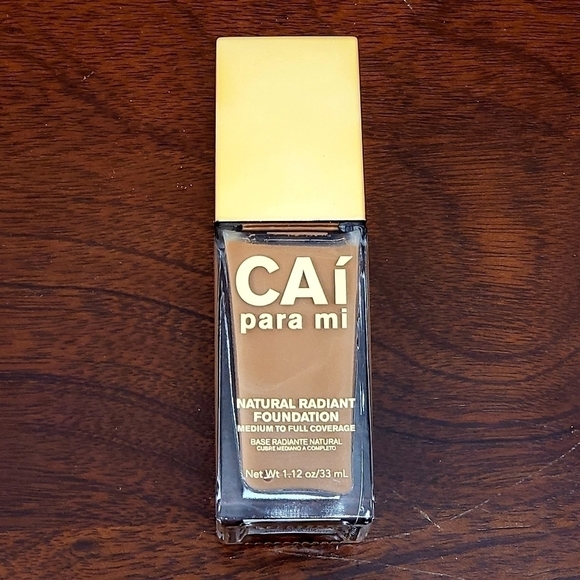 CAí
para mi
NATURAL RADIANT
FOUNDATION
MEDIUM TO FULL COVERAGE
BASE RADIANTE NATURAL
CUBRE MEDIANO A COMPLETO
Net Wt 1.12 oz/33 mL